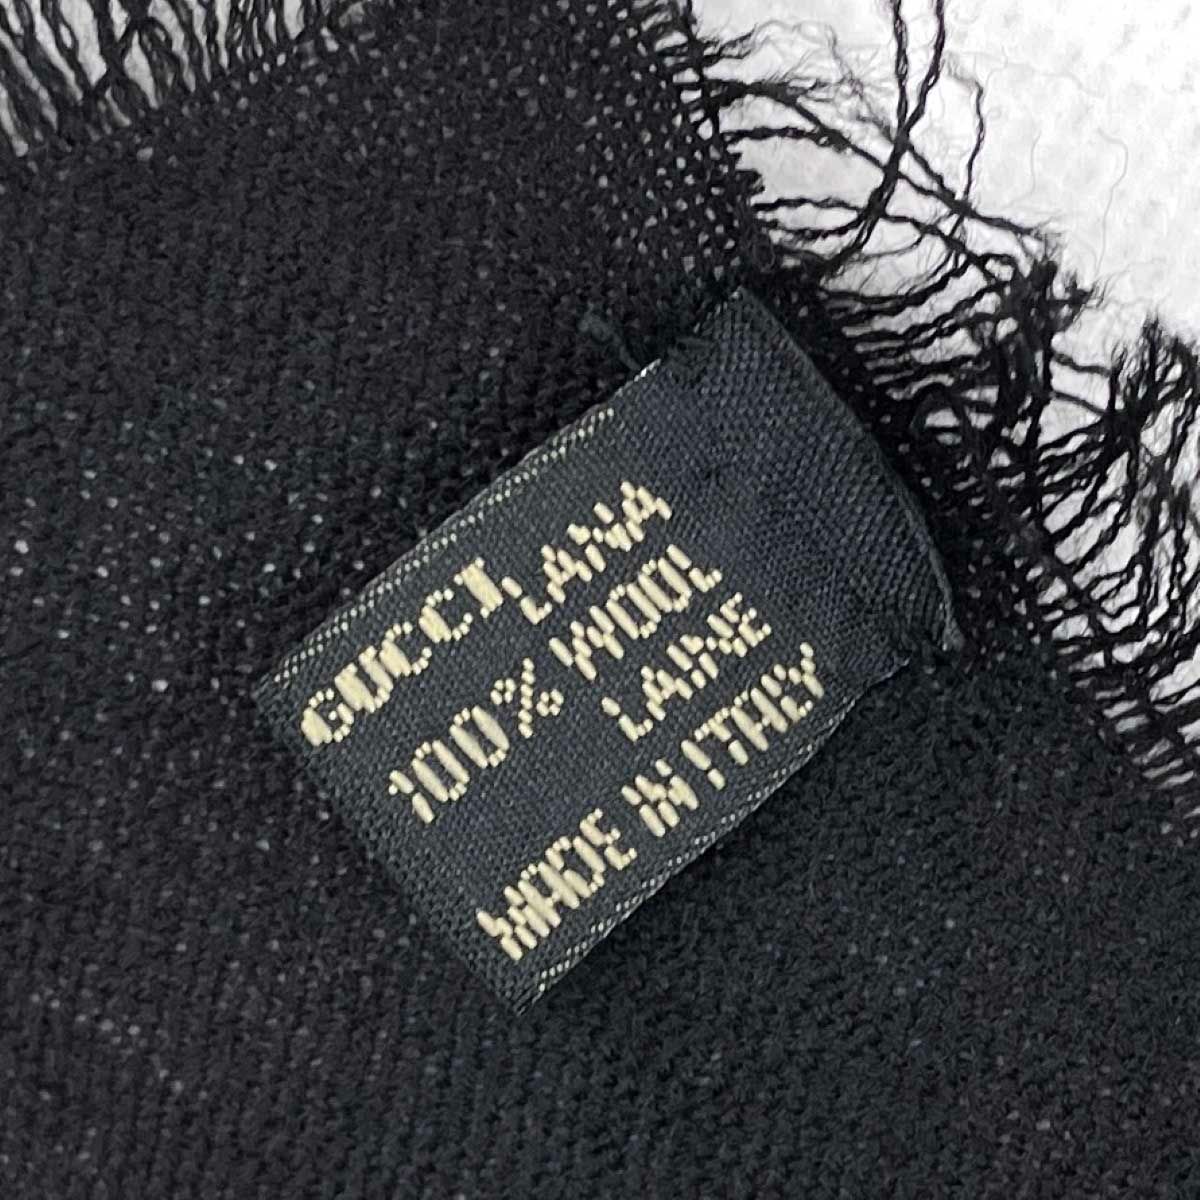 GUCCI LANA
100% WOOL
LAINE
MADE IN ITALY